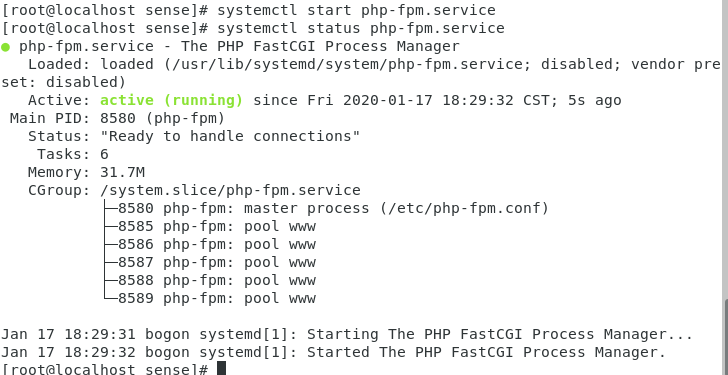 [root@localhost sense]# systemctl start php-fpm.service
[root@localhost sense]# systemctl status php-fpm.service
● php-fpm.service - The PHP FastCGI Process Manager
   Loaded: loaded (/usr/lib/systemd/system/php-fpm.service; disabled; vendor pre
set: disabled)
   Active: active (running) since Fri 2020-01-17 18:29:32 CST; 5s ago
 Main PID: 8580 (php-fpm)
   Status: "Ready to handle connections"
    Tasks: 6
   Memory: 31.7M
   CGroup: /system.slice/php-fpm.service
           ├─8580 php-fpm: master process (/etc/php-fpm.conf)
           ├─8585 php-fpm: pool www
           ├─8586 php-fpm: pool www
           ├─8587 php-fpm: pool www
           ├─8588 php-fpm: pool www
           └─8589 php-fpm: pool www

Jan 17 18:29:31 bogon systemd[1]: Starting The PHP FastCGI Process Manager...
Jan 17 18:29:32 bogon systemd[1]: Started The PHP FastCGI Process Manager.
[root@localhost sense]#